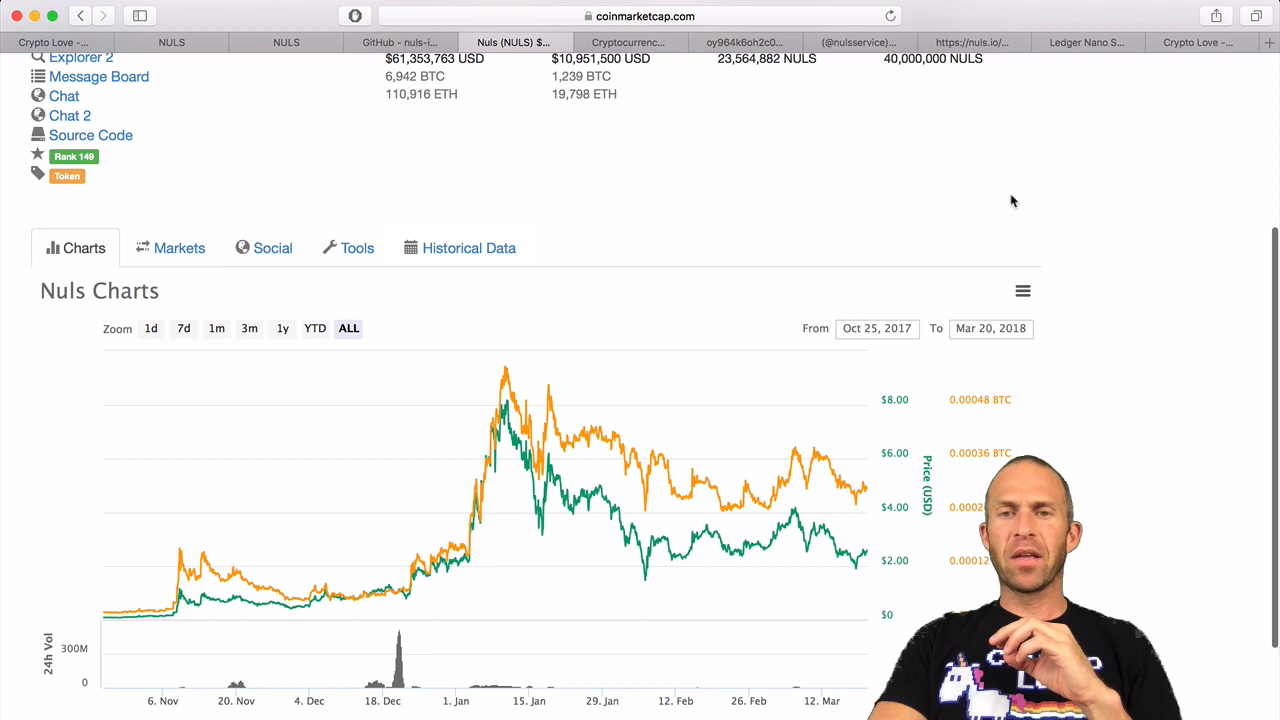 coinmarketcap.com
Crypto Love -... NULS NULS GitHub - nuls-i... Nuls (NULS) $... Cryptocurrenc... oy964k6oh2c0... (@nulsservice)... https://nuls.io/... Ledger Nano S... Crypto Love -...
Explorer 2 $61,353,763 USD $10,951,500 USD 23,564,882 NULS 40,000,000 NULS
Message Board 6,942 BTC 1,239 BTC
Chat 110,916 ETH 19,798 ETH
Chat 2
Source Code
Rank 149
Token
Charts Markets Social Tools Historical Data
Nuls Charts
Zoom 1d 7d 1m 3m 1y YTD ALL From Oct 25, 2017 To Mar 20, 2018
$8.00 0.00048 BTC
$6.00 0.00036 BTC
$4.00
$2.00
$0
Price (USD)
24h Vol
300M
0
6. Nov 20. Nov 4. Dec 18. Dec 1. Jan 15. Jan 29. Jan 12. Feb 26. Feb 12. Mar